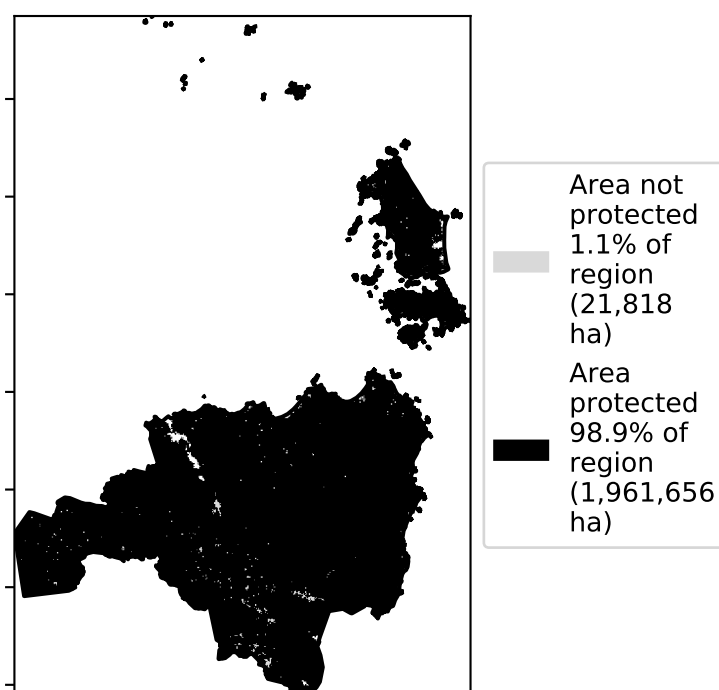 Area not
protected
1.1% of
region
(21,818
ha)
Area
protected
98.9% of
region
(1,961,656
ha)